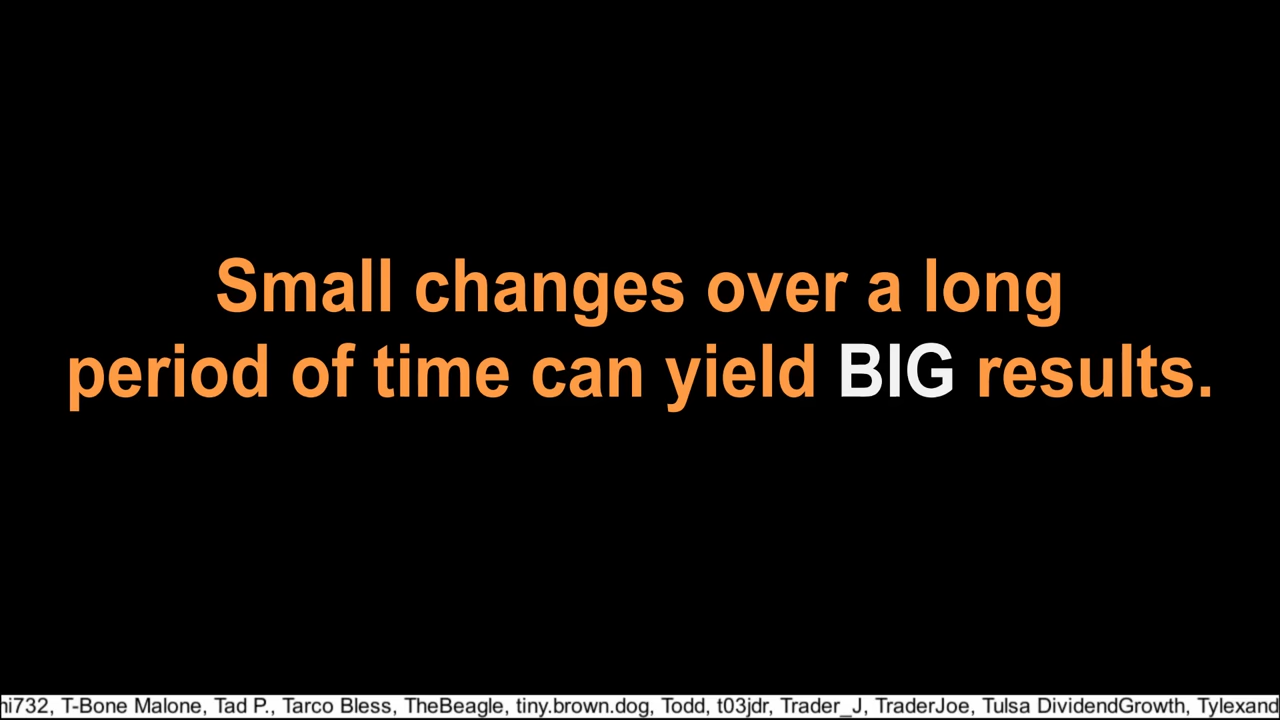 Small changes over a long
period of time can yield BIG results.
ni732, T-Bone Malone, Tad P., Tarco Bless, TheBeagle, tiny.brown.dog, Todd, t03jdr, Trader_J, TraderJoe, Tulsa DividendGrowth, Tylexand